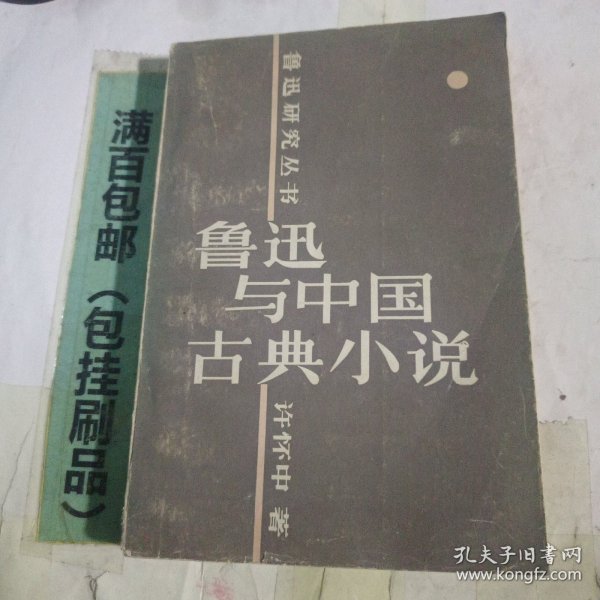 满百包邮（包挂刷品）
鲁迅研究丛书
鲁迅
与中国
古典小说
许怀中 著
孔夫子旧书网
www.kongfz.com